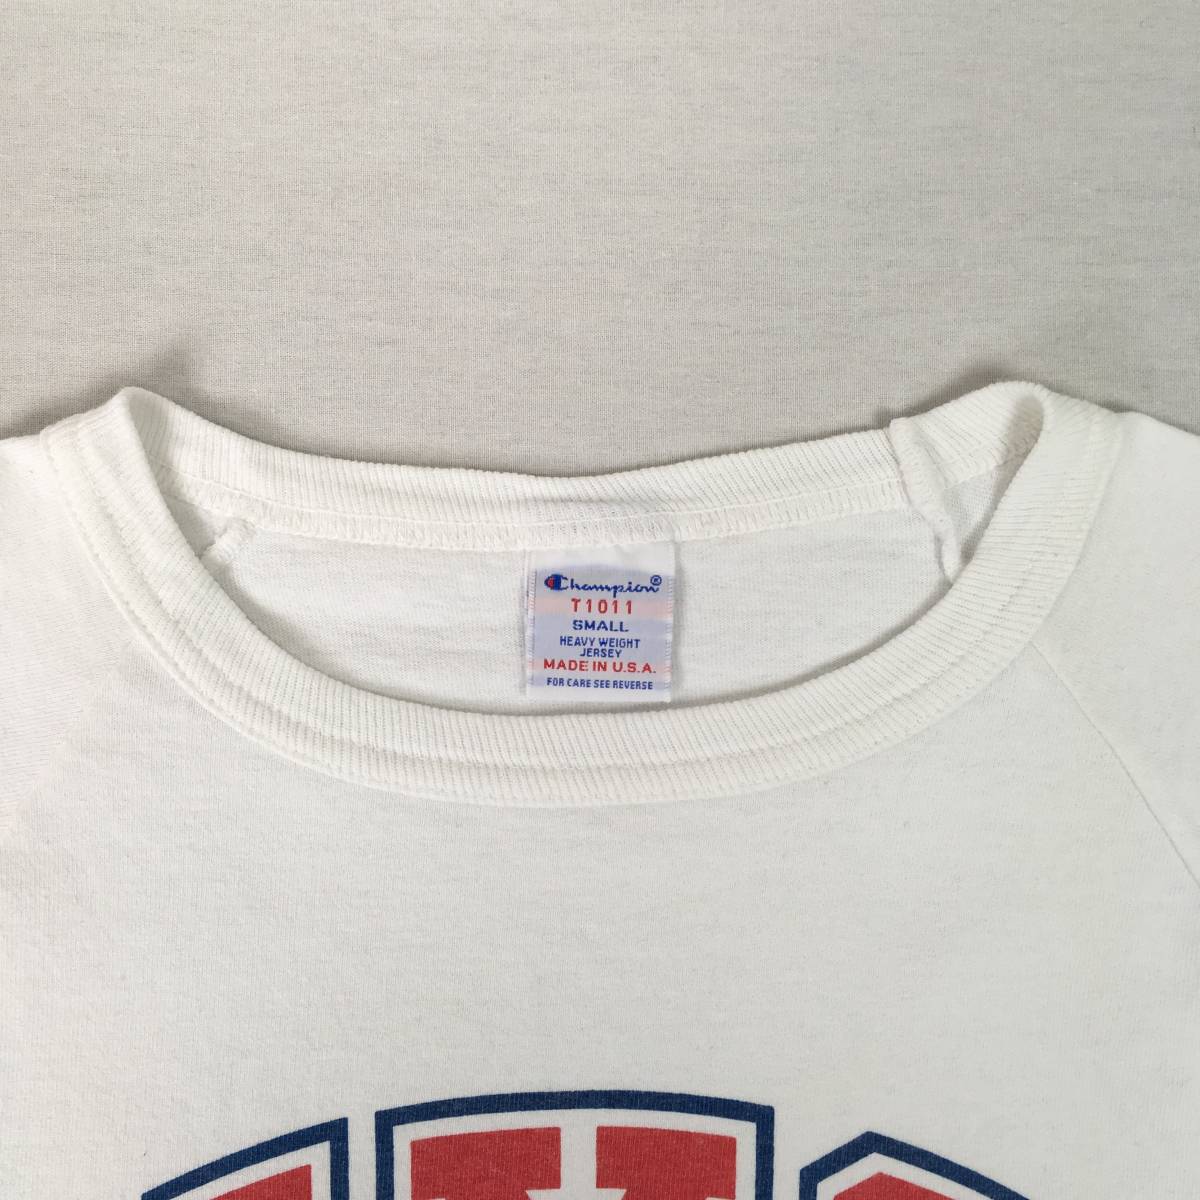 Champion®
T1011
SMALL
HEAVY WEIGHT
JERSEY
MADE IN U.S.A.
FOR CARE SEE REVERSE